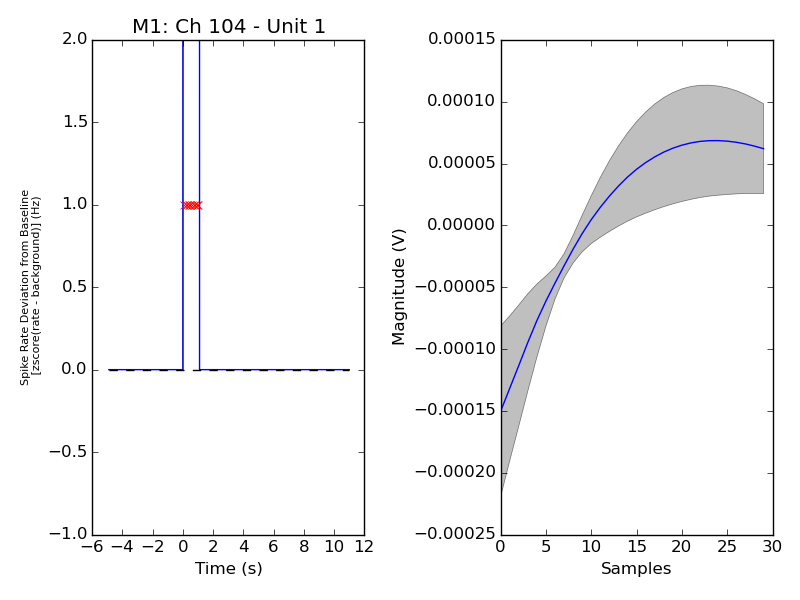 M1: Ch 104 - Unit 1
2.0
1.5
1.0
0.5
0.0
−0.5
−1.0
−6 −4 −2 0 2 4 6 8 10 12
Time (s)
Spike Rate Deviation from Baseline
[zscore(rate - background)] (Hz)
0.00015
0.00010
0.00005
0.00000
−0.00005
−0.00010
−0.00015
−0.00020
−0.00025
0 5 10 15 20 25 30
Samples
Magnitude (V)